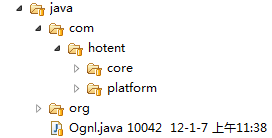 java
com
hotent
core
platform
org
Ognl.java 10042 12-1-7 上午11:38